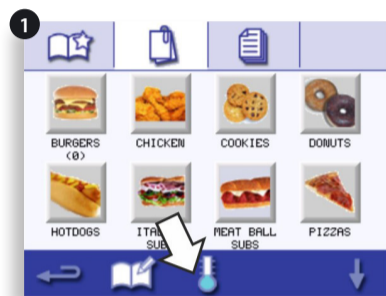 1
BURGERS
(0)
CHICKEN
COOKIES
DONUTS
HOTDOGS
MEAT BALL
SUBS
PIZZAS